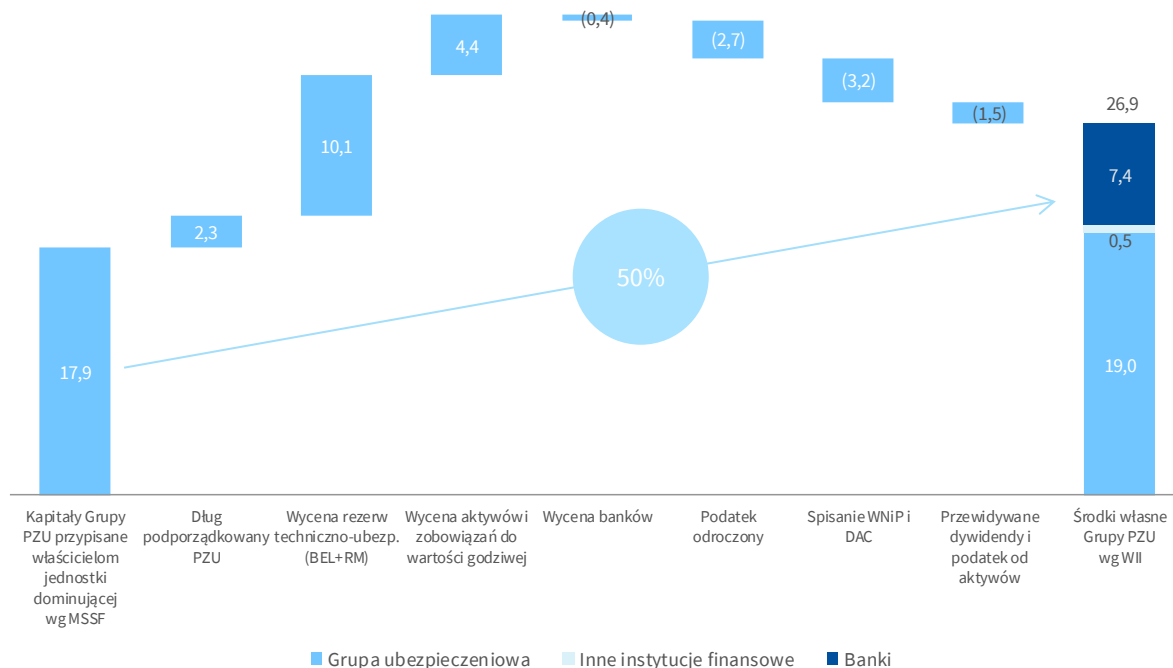 (0,4)
4,4
(2,7)
(3,2)
(1,5)
26,9
10,1
7,4
2,3
0,5
50%
17,9
19,0
Kapitały Grupy
PZU przypisane
właścicielom
jednostki
dominującej
wg MSSF
Dług
podporządkowany
PZU
Wycena rezerw
techniczno-ubezp.
(BEL+RM)
Wycena aktywów i
zobowiązań do
wartości godziwej
Wycena banków
Podatek
odroczony
Spisanie WNiP i
DAC
Przewidywane
dywidendy i
podatek od
aktywów
Środki własne
Grupy PZU
wg WII
Grupa ubezpieczeniowa
Inne instytucje finansowe
Banki